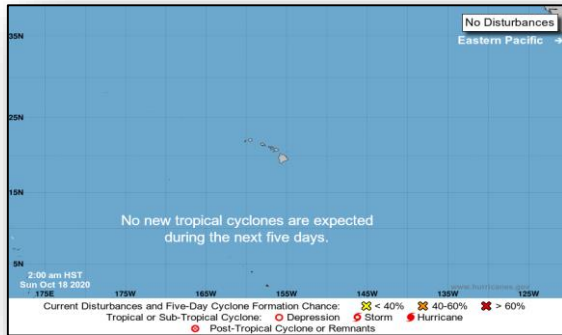 No Disturbances
35N
Eastern Pacific
25N
15N
No new tropical cyclones are expected
during the next five days.
5N
2:00 am HST
Sun Oct 18 2020
www.hurricanes.gov
175E 175W 165W 155W 145W 135W 125W
Current Disturbances and Five-Day Cyclone Formation Chance: < 40% 40-60% > 60%
Tropical or Sub-Tropical Cyclone: Depression Storm Hurricane
Post-Tropical Cyclone or Remnants